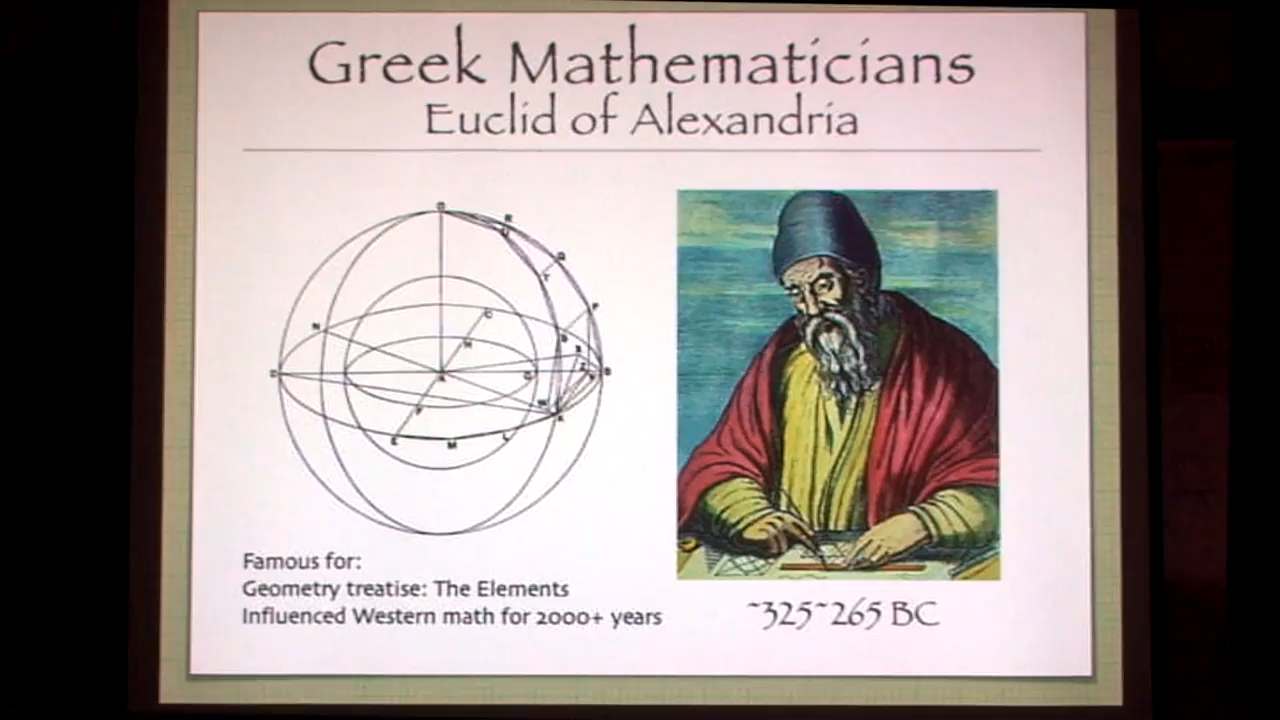 Greek Mathematicians
Euclid of Alexandria
Famous for:
Geometry treatise: The Elements
Influenced Western math for 2000+ years
~325~265 BC